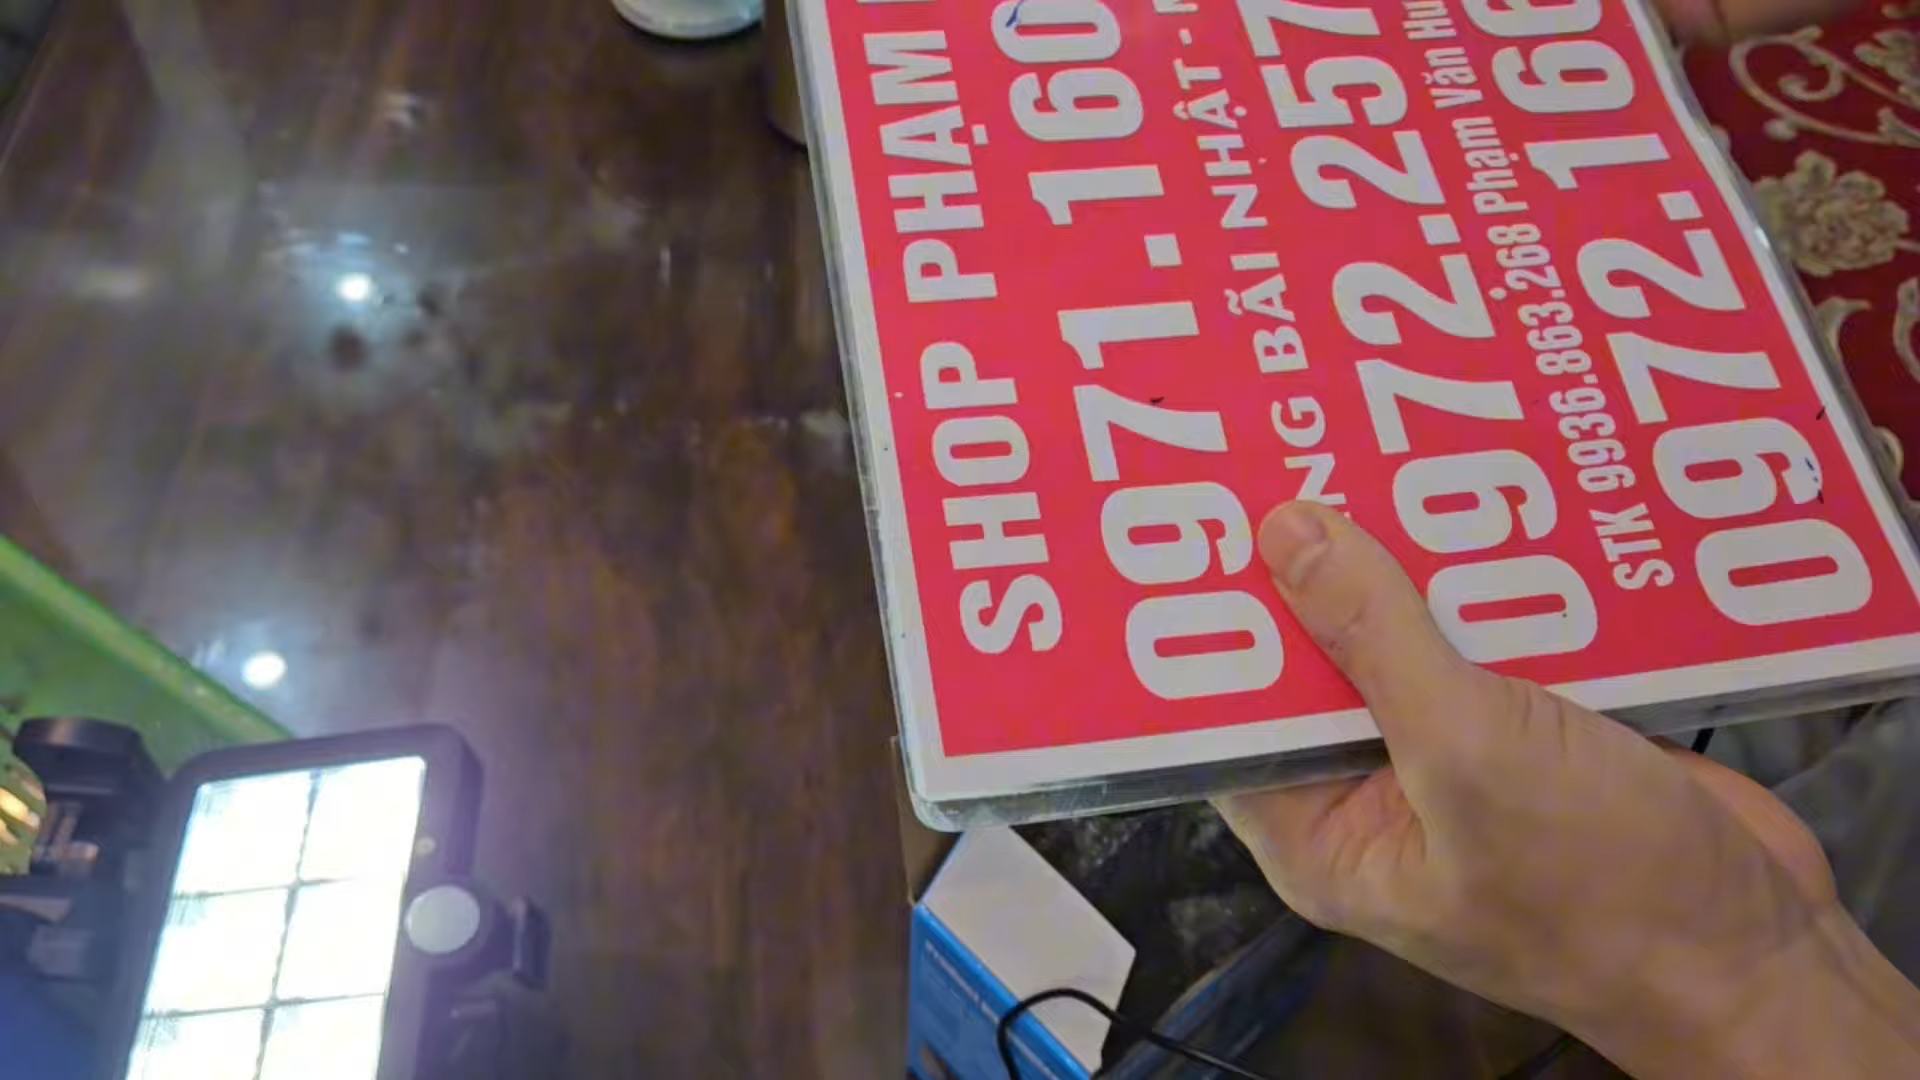 SHOP PHẠM
0971.160
NG BÃI NHẬT -
0972.257
STK 9936.863.268 Phạm Văn Hu
0972.166